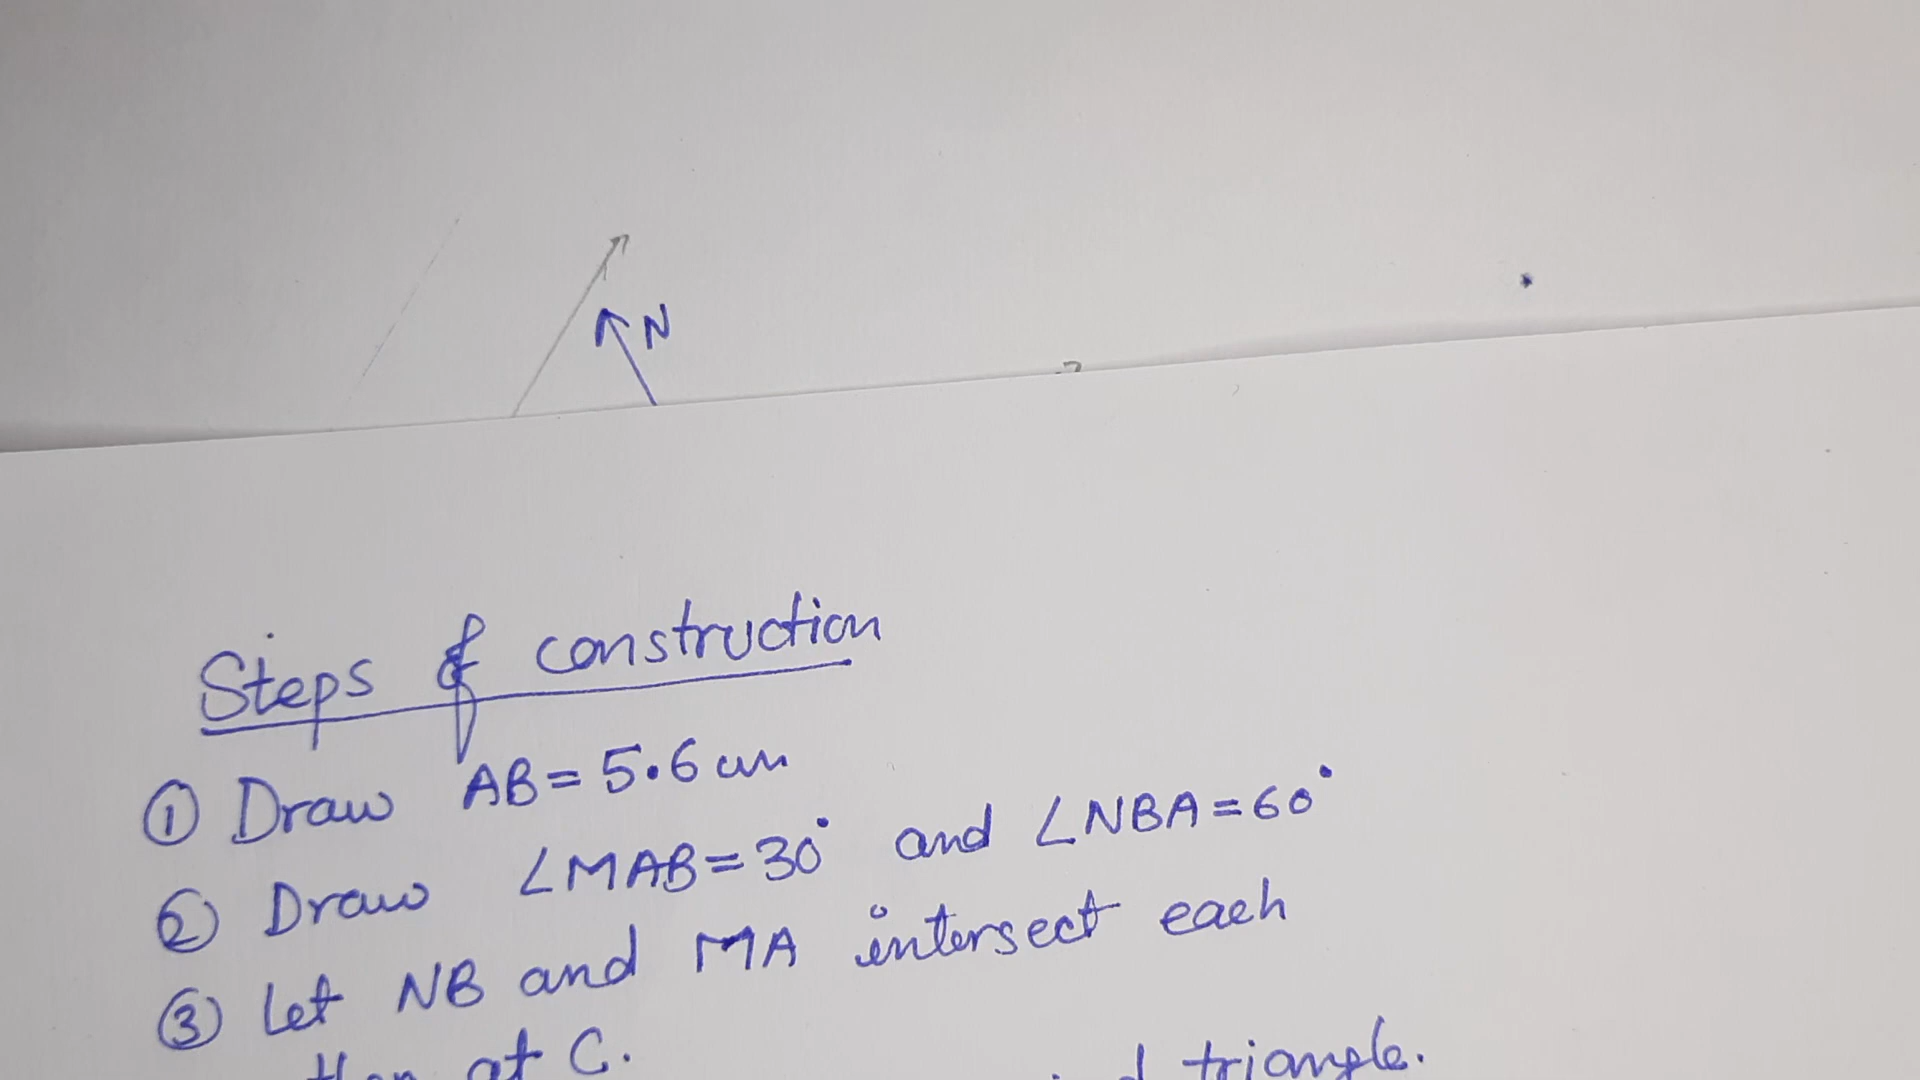 N
Steps of construction
① Draw AB = 5.6 cm
② Draw ∠MAB = 30° and ∠NBA = 60°
③ Let NB and MA intersect each
at C. triangle.